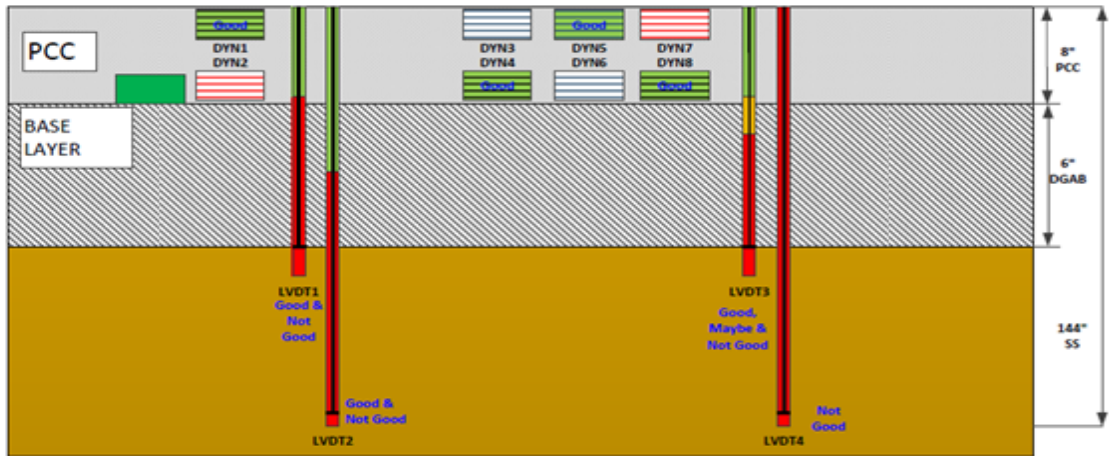 Good
Good
PCC
DYN1
DYN2
DYN3
DYN4
DYN5
DYN6
DYN7
DYN8
Good
Good
8"
PCC
BASE
LAYER
6"
DGAB
LVDT1
Good &
Not
Good
LVDT3
Good,
Maybe &
Not Good
144"
SS
Good &
Not Good
LVDT2
Not
Good
LVDT4